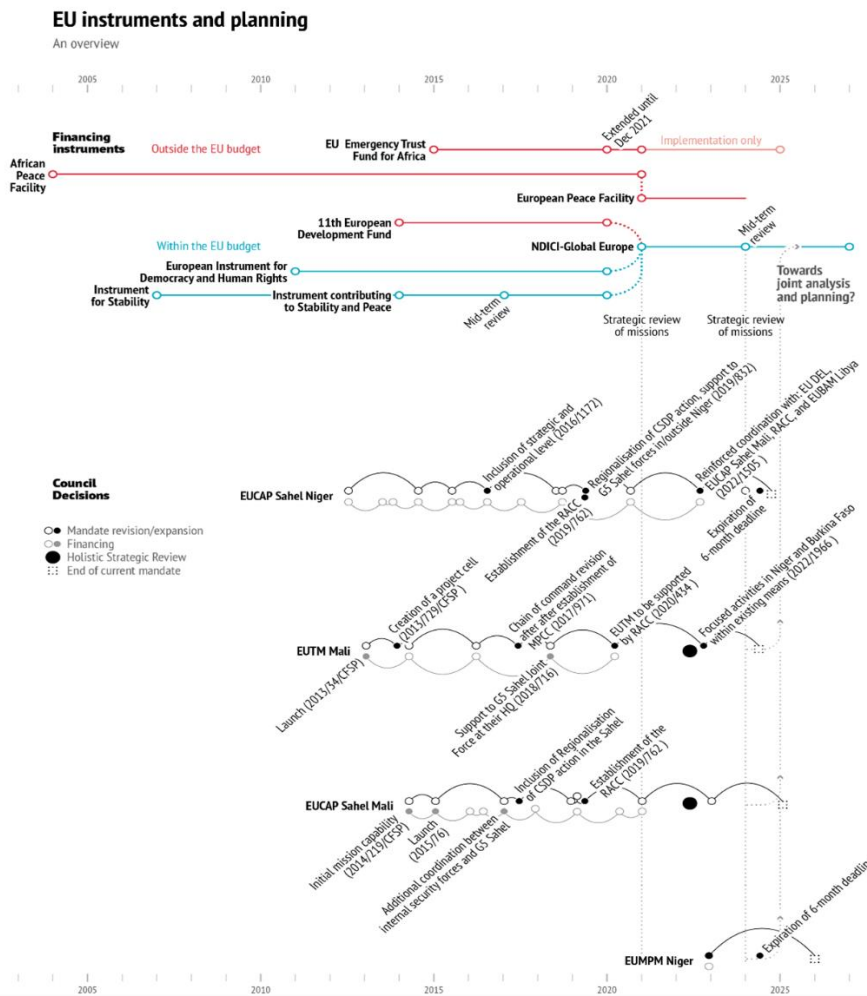 EU instruments and planning
An overview
2005 2010 2015 2020 2025
Extended until
Dec 2021
Financing
instruments
Outside the EU budget
EU Emergency Trust
Fund for Africa
Implementation only
African
Peace
Facility
European Peace Facility
11th European
Development Fund
Mid-term
review
Within the EU budget
NDICI-Global Europe
European Instrument for
Democracy and Human Rights
Towards
joint analysis
and planning?
Instrument
for Stability
Instrument contributing
to Stability and Peace
Mid-term
review
Strategic review
of missions
Strategic review
of missions
Council
Decisions
Mandate revision/expansion
Financing
Holistic Strategic Review
End of current mandate
EUCAP Sahel Niger
Inclusion of strategic and
operational level (2016/1172)
Establishment of the RACC
(2019/762)
Regionalisation of CSDP action, support to
G5 Sahel forces in/outside Niger (2019/832)
Reinforced coordination with: EU DEL,
EUCAP Sahel Mali, RACC, and EUBAM Libya
(2022/1505 )
Expiration of
6-month deadline
EUTM Mali
Launch (2013/34/CFSP)
Creation of a project cell
(2013/729/CFSP )
Chain of command revision
after after establishment of
MPCC (2017/971)
Support to G5 Sahel Joint
Force at their HQ (2018/716)
EUTM to be supported
by RACC (2020/434 )
Focused activities in Niger and Burkina Faso
within existing means (2022/1966 )
EUCAP Sahel Mali
Initial mission capability
(2014/219/CFSP)
Launch
(2015/76)
Additional coordination between
internal security forces and G5 Sahel
Inclusion of Regionalisation
of CSDP action in the Sahel
Establishment of the
RACC (2019/762 )
EUMPM Niger
Expiration of 6-month deadline
2005 2010 2015 2020 2025